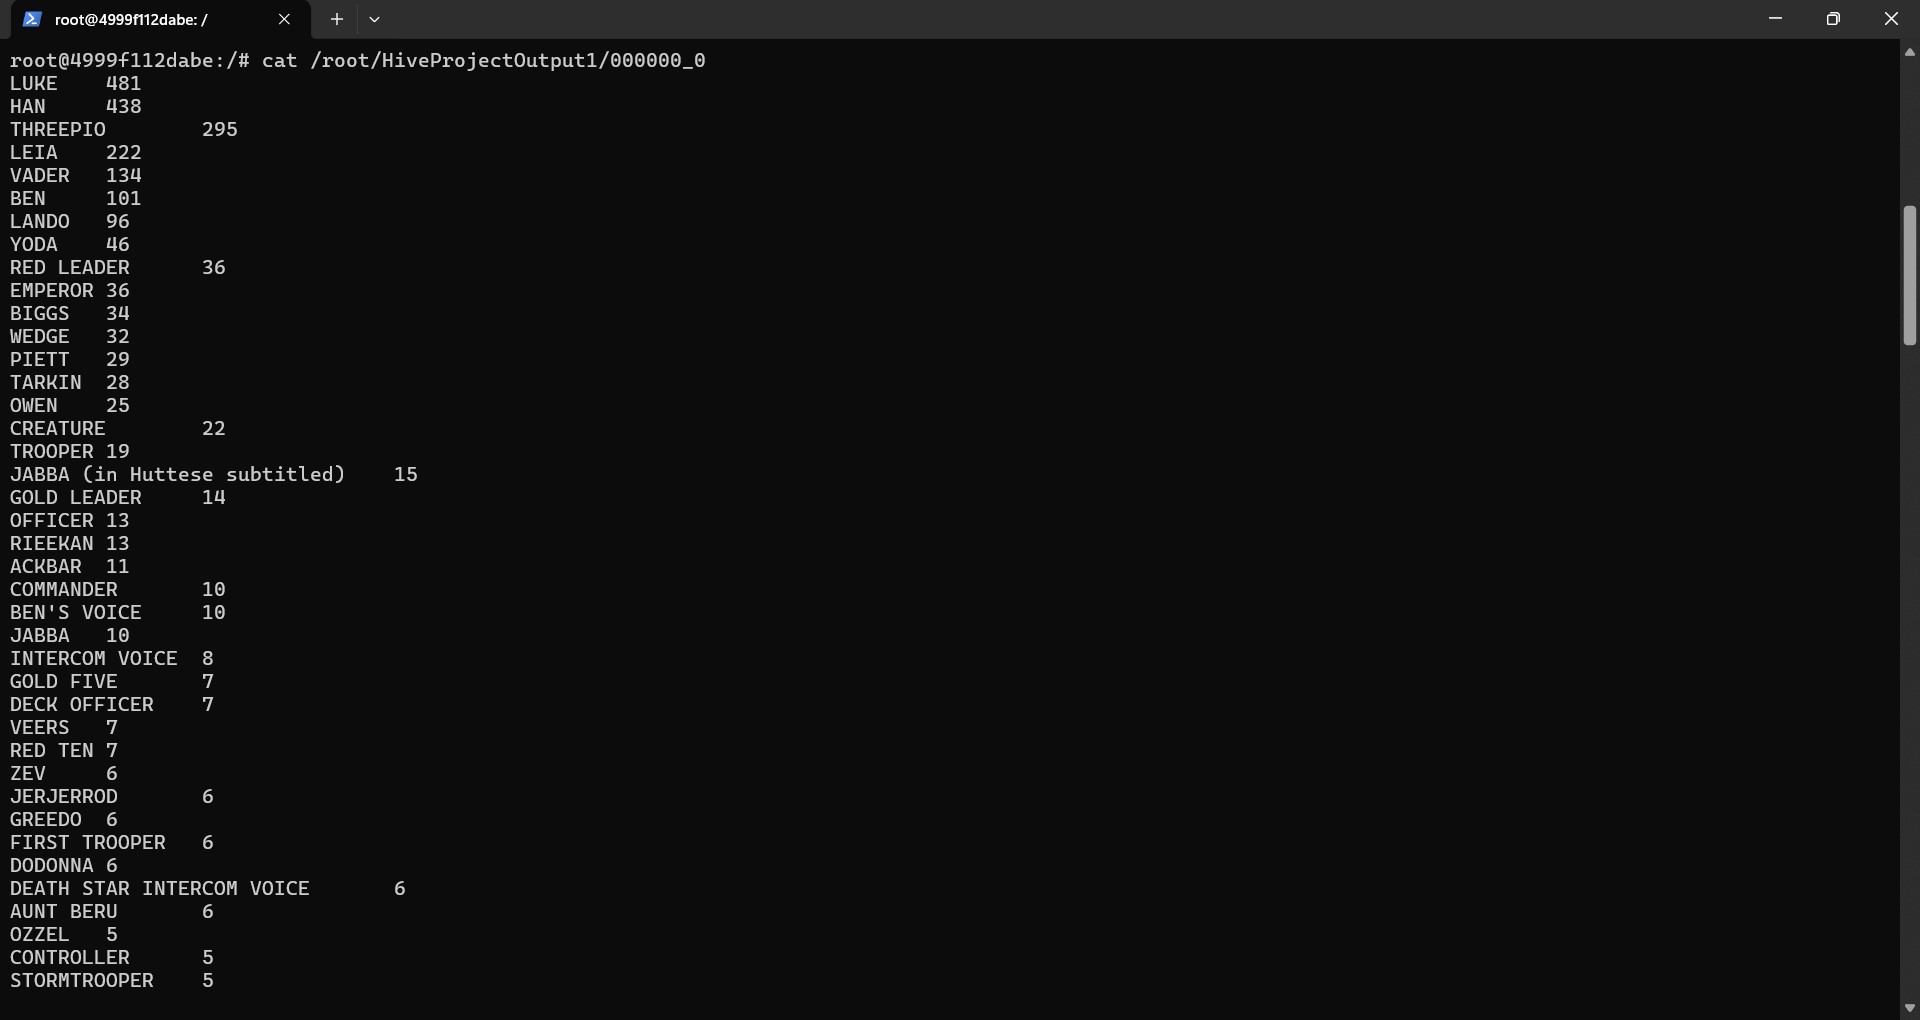 root@4999f112dabe: /
root@4999f112dabe:/# cat /root/HiveProjectOutput1/000000_0
LUKE	481
HAN	438
THREEPIO	295
LEIA	222
VADER	134
BEN	101
LANDO	96
YODA	46
RED LEADER	36
EMPEROR	36
BIGGS	34
WEDGE	32
PIETT	29
TARKIN	28
OWEN	25
CREATURE	22
TROOPER	19
JABBA (in Huttese subtitled)	15
GOLD LEADER	14
OFFICER	13
RIEEKAN	13
ACKBAR	11
COMMANDER	10
BEN'S VOICE	10
JABBA	10
INTERCOM VOICE	8
GOLD FIVE	7
DECK OFFICER	7
VEERS	7
RED TEN	7
ZEV	6
JERJERROD	6
GREEDO	6
FIRST TROOPER	6
DODONNA	6
DEATH STAR INTERCOM VOICE	6
AUNT BERU	6
OZZEL	5
CONTROLLER	5
STORMTROOPER	5